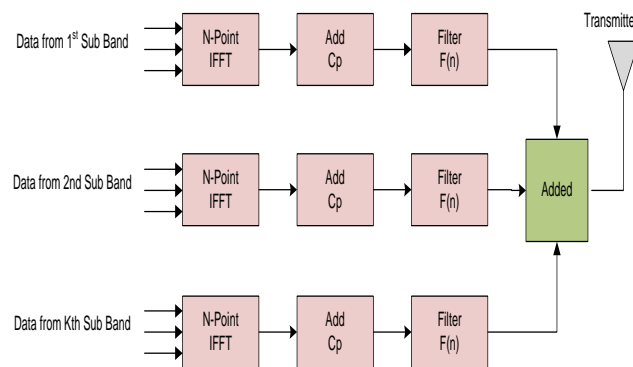 Transmitte
Data from 1st Sub Band
N-Point
IFFT
Add
Cp
Filter
F(n)
Data from 2nd Sub Band
N-Point
IFFT
Add
Cp
Filter
F(n)
Added
Data from Kth Sub Band
N-Point
IFFT
Add
Cp
Filter
F(n)